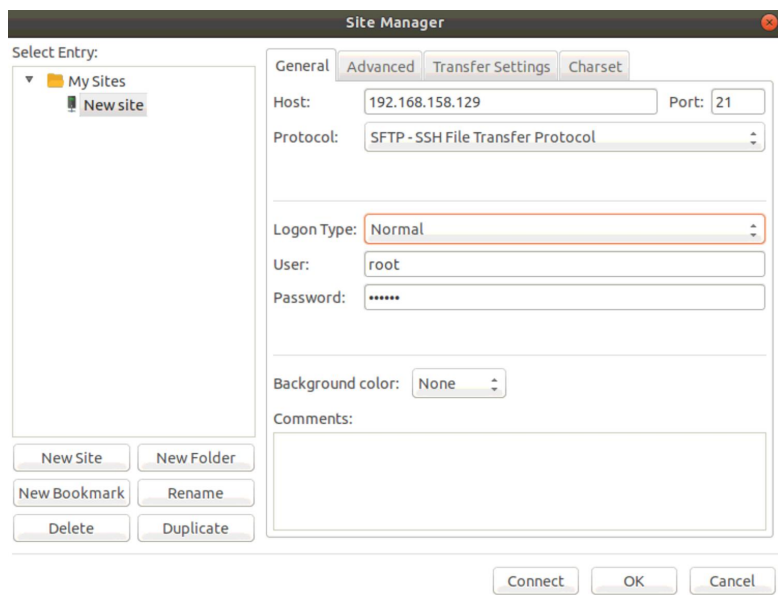 Site Manager
Select Entry:
My Sites
New site
New Site New Folder
New Bookmark Rename
Delete Duplicate
General Advanced Transfer Settings Charset
Host: 192.168.158.129 Port: 21
Protocol: SFTP - SSH File Transfer Protocol
Logon Type: Normal
User: root
Password: ••••••
Background color: None
Comments:
Connect OK Cancel